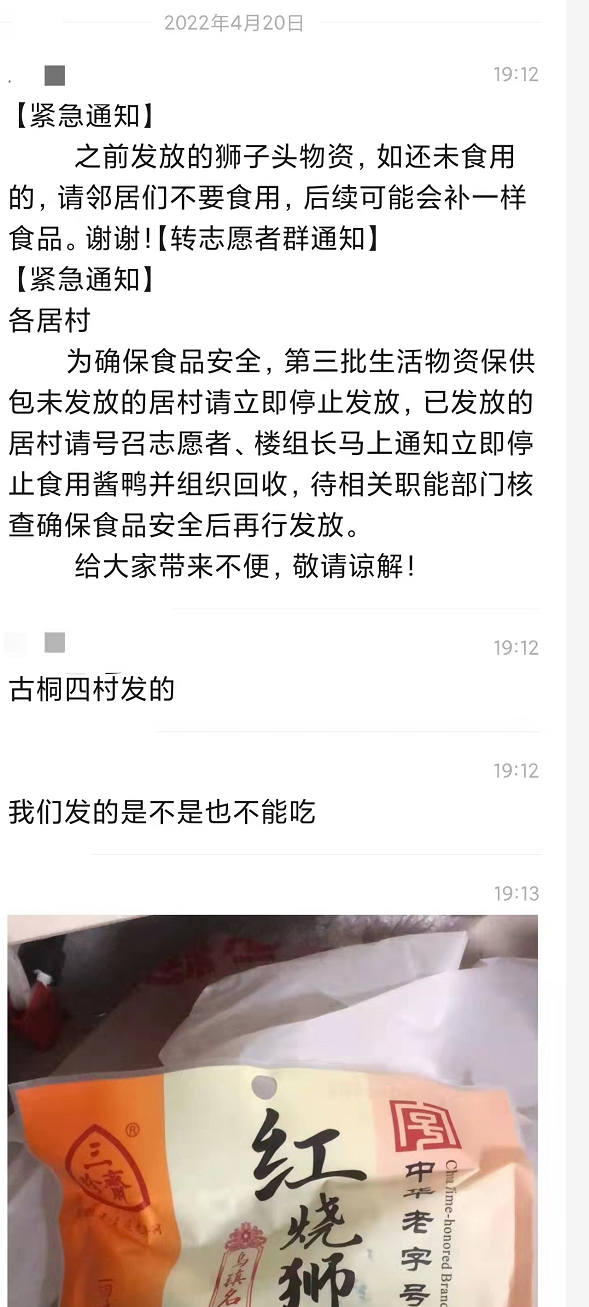 2022年4月20日
19:12
【紧急通知】
之前发放的狮子头物资，如还未食用
的，请邻居们不要食用，后续可能会补一样
食品。谢谢！【转志愿者群通知】
【紧急通知】
各居村
为确保食品安全，第三批生活物资保供
包未发放的居村请立即停止发放，已发放的
居村请号召志愿者、楼组长马上通知立即停
止食用酱鸭并组织回收，待相关职能部门核
查确保食品安全后再行发放。
给大家带来不便，敬请谅解！
19:12
古桐四村发的
19:12
我们发的是不是也不能吃
19:13
三
斋
®
红烧狮
乌镇名
字号
中华老字号
time-honored Brand